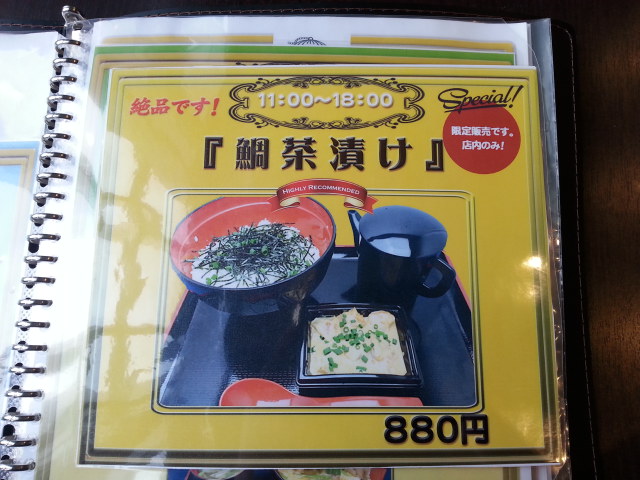 絶品です!
11:00〜18:00
Special!
限定販売です。
店内のみ!
『鯛茶漬け』
HIGHLY RECOMMENDED
880円